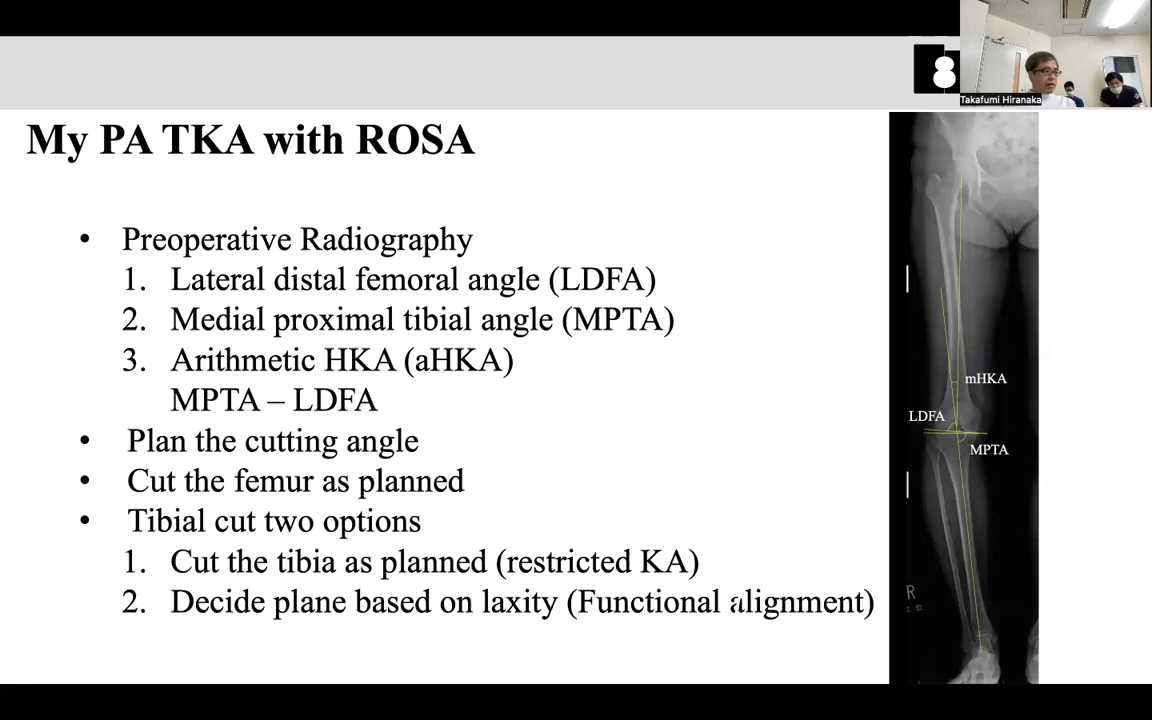 Takafumi Hiranaka
My PA TKA with ROSA
• Preoperative Radiography
1. Lateral distal femoral angle (LDFA)
2. Medial proximal tibial angle (MPTA)
3. Arithmetic HKA (aHKA)
MPTA – LDFA
• Plan the cutting angle
• Cut the femur as planned
• Tibial cut two options
1. Cut the tibia as planned (restricted KA)
2. Decide plane based on laxity (Functional alignment)
mHKA
LDFA
MPTA
R